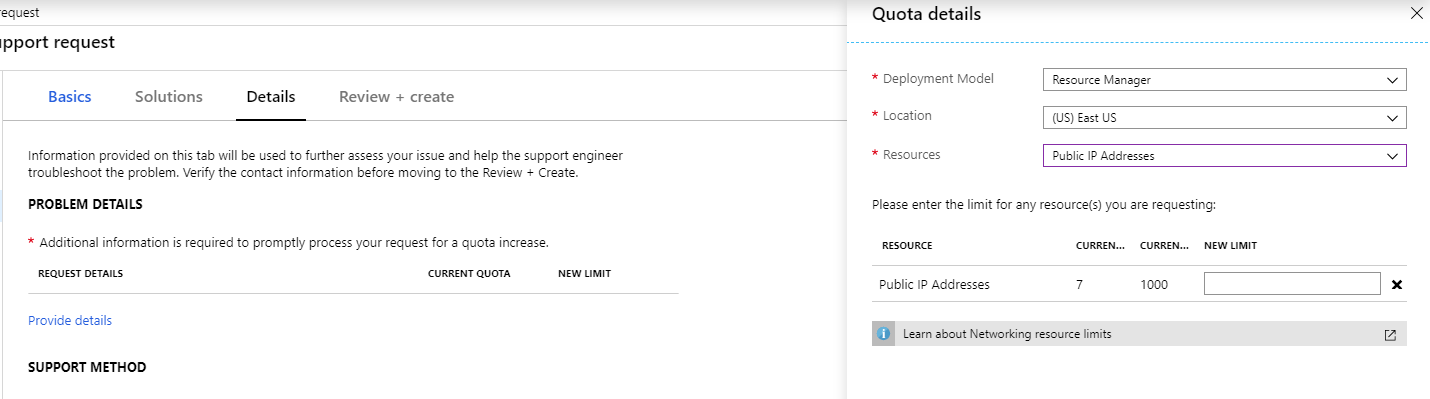 request
upport request
Basics Solutions Details Review + create
Information provided on this tab will be used to further assess your issue and help the support engineer
troubleshoot the problem. Verify the contact information before moving to the Review + Create.
PROBLEM DETAILS
* Additional information is required to promptly process your request for a quota increase.
REQUEST DETAILS CURRENT QUOTA NEW LIMIT
Provide details
SUPPORT METHOD
Quota details
* Deployment Model Resource Manager
* Location (US) East US
* Resources Public IP Addresses
Please enter the limit for any resource(s) you are requesting:
RESOURCE CURREN... CURREN... NEW LIMIT
Public IP Addresses 7 1000
Learn about Networking resource limits